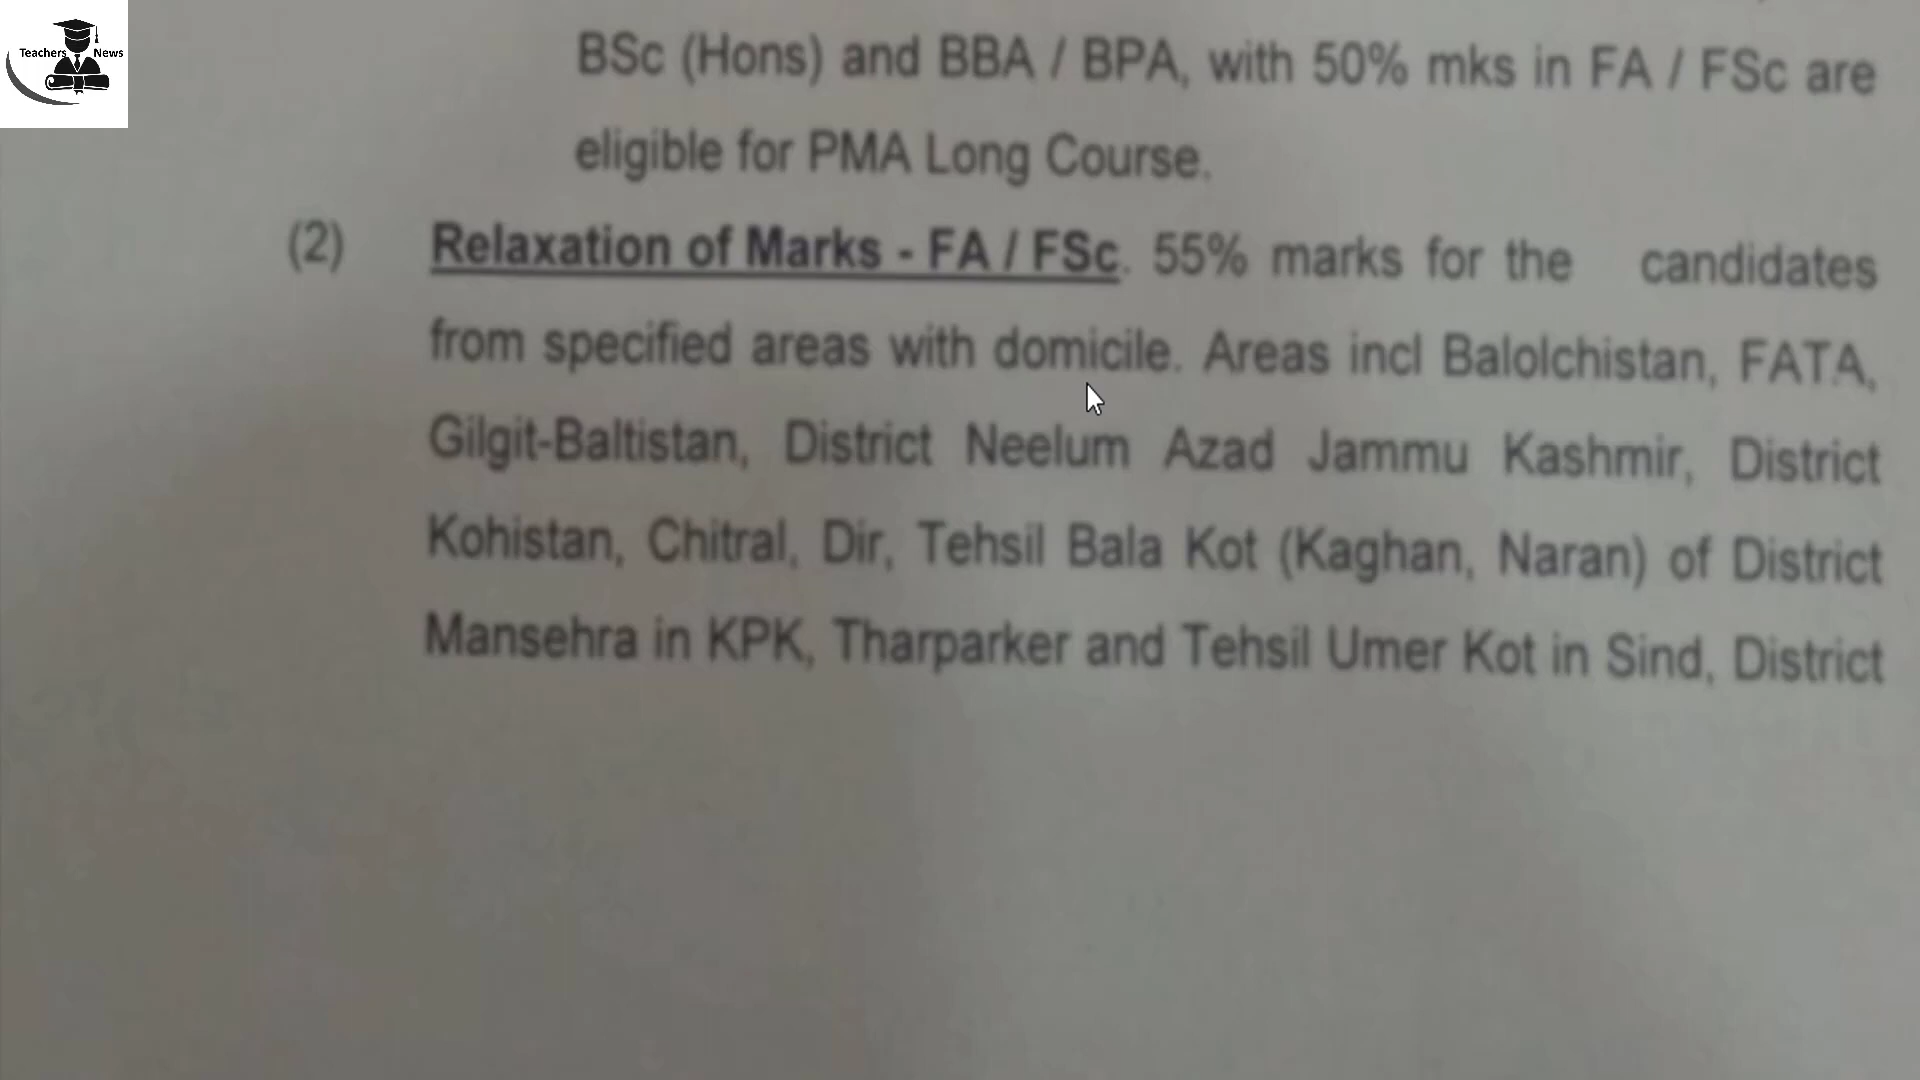 Teachers News
BSc (Hons) and BBA / BPA, with 50% mks in FA / FSc are
eligible for PMA Long Course.
(2) Relaxation of Marks - FA / FSc. 55% marks for the candidates
from specified areas with domicile. Areas incl Balolchistan, FATA,
Gilgit-Baltistan, District Neelum Azad Jammu Kashmir, District
Kohistan, Chitral, Dir, Tehsil Bala Kot (Kaghan, Naran) of District
Mansehra in KPK, Tharparker and Tehsil Umer Kot in Sind, District